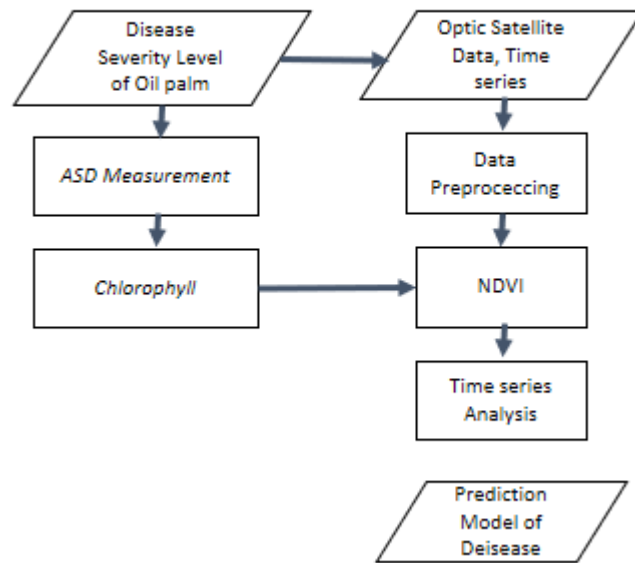 Disease
Severity Level
of Oil palm
Optic Satellite
Data, Time
series
ASD Measurement
Data
Preproceccing
Chlorophyll
NDVI
Time series
Analysis
Prediction
Model of
Deisease